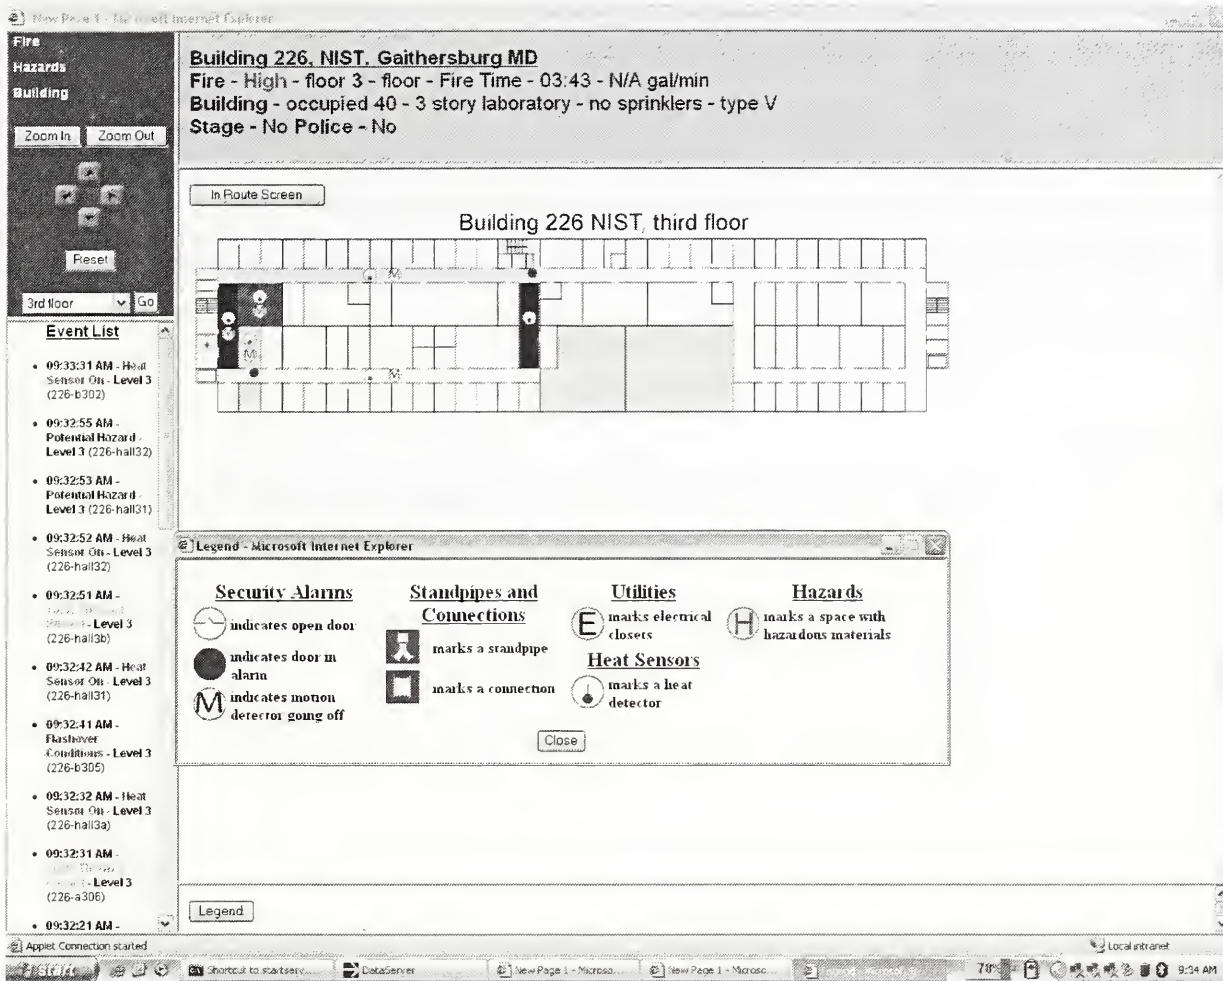 New Page 1 - Microsoft Internet Explorer
Fire
Hazards
Building
Zoom In Zoom Out
Reset
3rd floor Go
Event List
• 09:33:31 AM - Heat
Sensor On - Level 3
(226-b302)
• 09:32:55 AM -
Potential Hazard -
Level 3 (226-hall32)
• 09:32:53 AM -
Potential Hazard -
Level 3 (226-hall31)
• 09:32:52 AM - Heat
Sensor On - Level 3
(226-hall32)
• 09:32:51 AM -
- Level 3
(226-hall3b)
• 09:32:42 AM - Heat
Sensor On - Level 3
(226-hall31)
• 09:32:41 AM -
Flashover
Conditions - Level 3
(226-b305)
• 09:32:32 AM - Heat
Sensor On - Level 3
(226-hall3a)
• 09:32:31 AM -
- Level 3
(226-a306)
• 09:32:21 AM -
Building 226, NIST, Gaithersburg MD
Fire - High - floor 3 - floor - Fire Time - 03:43 - N/A gal/min
Building - occupied 40 - 3 story laboratory - no sprinklers - type V
Stage - No Police - No
In Route Screen
Building 226 NIST, third floor
M
M
M
Legend - Microsoft Internet Explorer
Security Alarms
indicates open door
indicates door in
alarm
M indicates motion
detector going off
Standpipes and
Connections
marks a standpipe
marks a connection
Utilities
E marks electrical
closets
Heat Sensors
marks a heat
detector
Hazards
H marks a space with
hazardous materials
Close
Legend
Applet Connection started
Local intranet
start
Shortcut to startserv...
DataServer
New Page 1 - Microso...
New Page 1 - Microso...
78%
9:34 AM